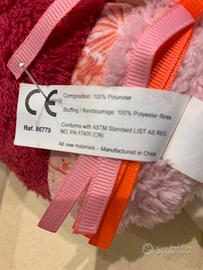 CE
Composition: 100% Polyester
Stuffing / Rembourrage: 100% Polyester fibres
Ref. 86779
Conforms with ASTM Standard LIST AS REG
NO. PA-17405 (CN)
All new materials – Manufactured in China
Subito